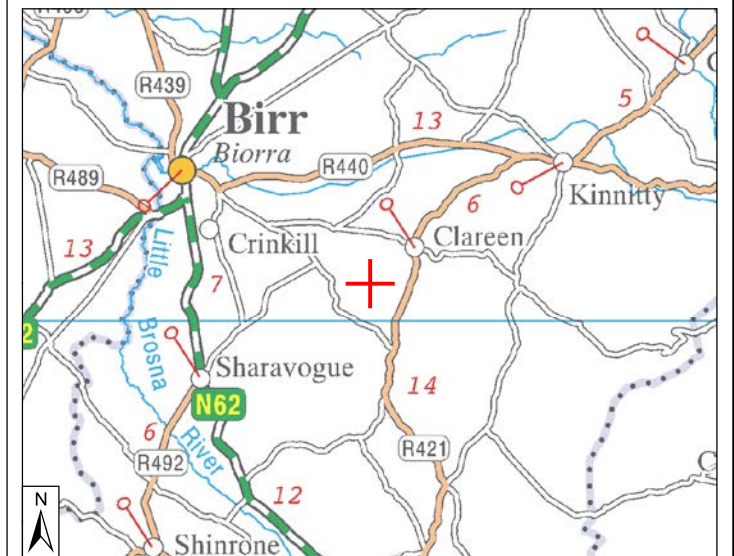 R439
Birr
Biorra
13
5
R440
R489
6
Kinnitty
13
Crinkill
Clareen
Little
7
2
Brosna
Sharavogue
14
N62
6
River
R421
R492
12
N
Shinrone